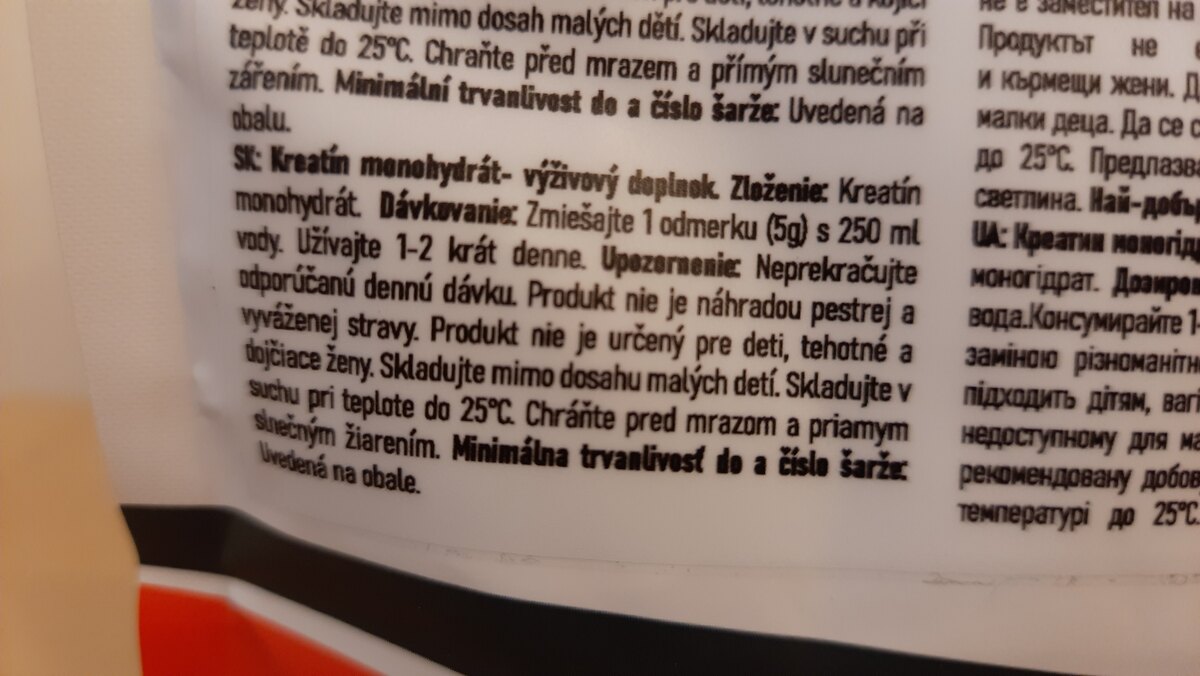 ženy. Skladujte mimo dosah malých dětí. Skladujte v suchu při
teplotě do 25°C. Chraňte před mrazem a přímým slunečním
zářením. Minimální trvanlivost do a číslo šarže: Uvedená na
obalu.
SK: Kreatín monohydrát- výživový doplnok. Zloženie: Kreatín
monohydrát. Dávkovanie: Zmiešajte 1 odmerku (5g) s 250 ml
vody. Užívajte 1-2 krát denne. Upozornenie: Neprekračujte
odporúčanú dennú dávku. Produkt nie je náhradou pestrej a
vyváženej stravy. Produkt nie je určený pre deti, tehotné a
dojčiace ženy. Skladujte mimo dosahu malých detí. Skladujte v
suchu pri teplote do 25°C. Chráňte pred mrazom a priamym
slnečným žiarením. Minimálna trvanlivosť do a číslo šarže:
Uvedená na obale.
не е заместител на
Продуктът не
и кърмещи жени.
малки деца. Да се
до 25°C.
светлина.
UA: Креатин
моногідрат.
вода.Консумирайте
заміною
підходить дітям,
недоступному для
рекомендовану
температурі до 25°C.